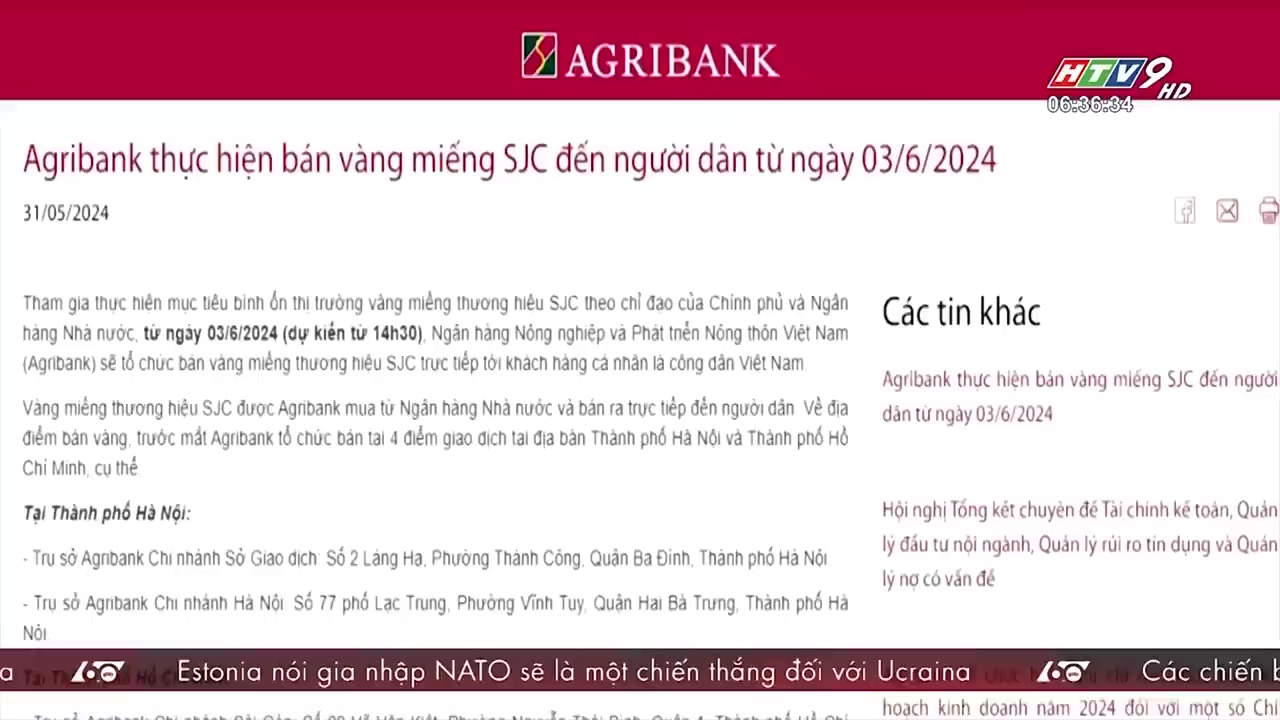 AGRIBANK
HTV9 HD
06:36:34
Agribank thực hiện bán vàng miếng SJC đến người dân từ ngày 03/6/2024
31/05/2024
Tham gia thực hiện mục tiêu bình ổn thị trường vàng miếng thương hiệu SJC theo chỉ đạo của Chính phủ và Ngân
hàng Nhà nước, từ ngày 03/6/2024 (dự kiến từ 14h30), Ngân hàng Nông nghiệp và Phát triển Nông thôn Việt Nam
(Agribank) sẽ tổ chức bán vàng miếng thương hiệu SJC trực tiếp tới khách hàng cá nhân là công dân Việt Nam.
Vàng miếng thương hiệu SJC được Agribank mua từ Ngân hàng Nhà nước và bán ra trực tiếp đến người dân. Về địa
điểm bán vàng, trước mắt Agribank tổ chức bán tại 4 điểm giao dịch tại địa bàn Thành phố Hà Nội và Thành phố Hồ
Chí Minh, cụ thể:
Tại Thành phố Hà Nội:
- Trụ sở Agribank Chi nhánh Sở Giao dịch: Số 2 Láng Hạ, Phường Thành Công, Quận Ba Đình, Thành phố Hà Nội.
- Trụ sở Agribank Chi nhánh Hà Nội: Số 77 phố Lạc Trung, Phường Vĩnh Tuy, Quận Hai Bà Trưng, Thành phố Hà
Nội.
Các tin khác
Agribank thực hiện bán vàng miếng SJC đến người
dân từ ngày 03/6/2024
Hội nghị Tổng kết chuyên đề Tài chính kế toán, Quản
lý đầu tư nội ngành, Quản lý rủi ro tín dụng và Quản
lý nợ có vấn đề
a 60 Estonia nói gia nhập NATO sẽ là một chiến thắng đối với Ucraina 60 Các chiến
hoạch kinh doanh năm 2024 đối với một số Chi